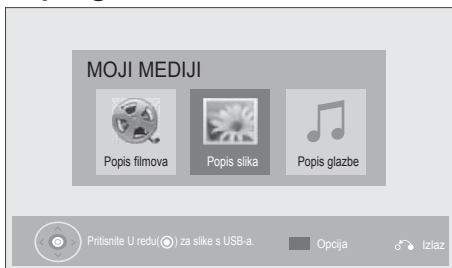 MOJI MEDIJI
Popis filmova
Popis slika
Popis glazbe
Pritisnite U redu(◉) za slike s USB-a.
Opcija
Izlaz